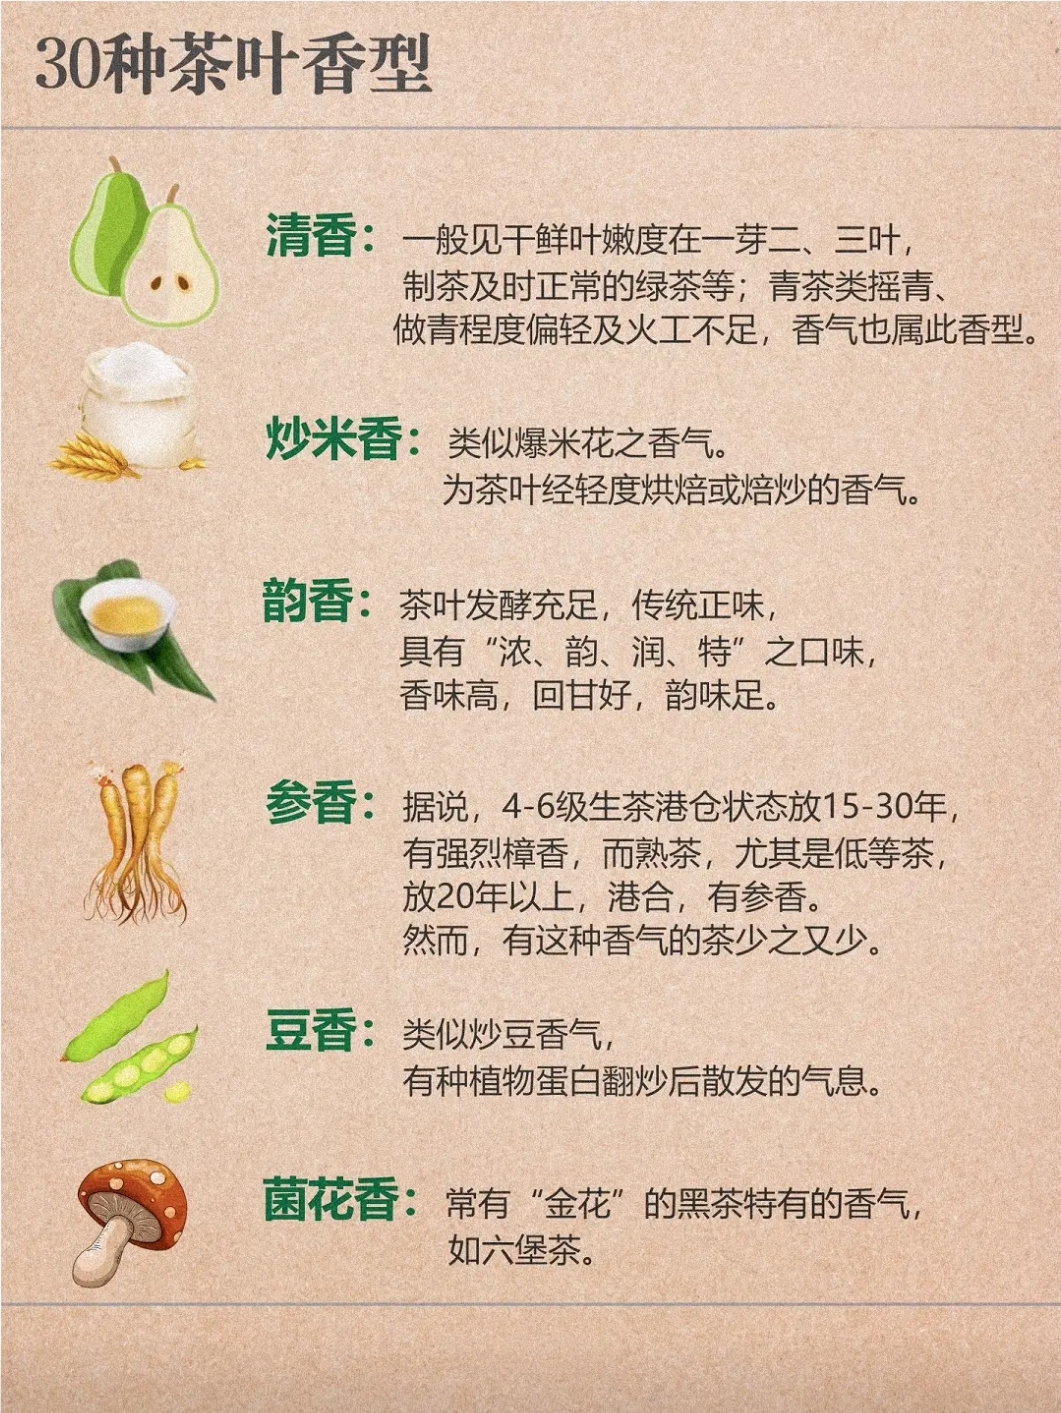 30种茶叶香型
清香：一般见于鲜叶嫩度在一芽二、三叶，
制茶及时正常的绿茶等；青茶类摇青、
做青程度偏轻及火工不足，香气也属此香型。
炒米香：类似爆米花之香气。
为茶叶经轻度烘焙或焙炒的香气。
韵香：茶叶发酵充足，传统正味，
具有“浓、韵、润、特”之口味，
香味高，回甘好，韵味足。
参香：据说，4-6级生茶港仓状态放15-30年，
有强烈樟香，而熟茶，尤其是低等茶，
放20年以上，港合，有参香。
然而，有这种香气的茶少之又少。
豆香：类似炒豆香气，
有种植物蛋白翻炒后散发的气息。
菌花香：常有“金花”的黑茶特有的香气，
如六堡茶。